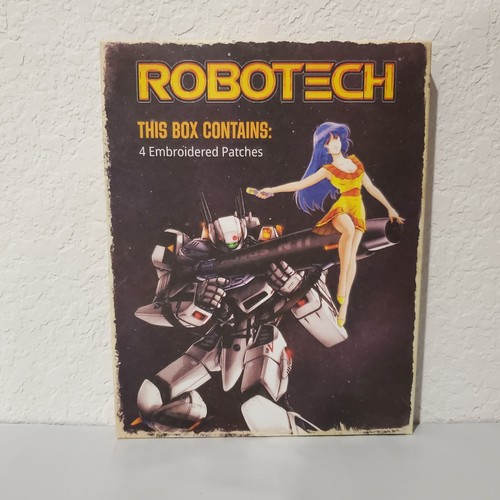 ROBOTECH
THIS BOX CONTAINS:
4 Embroidered Patches